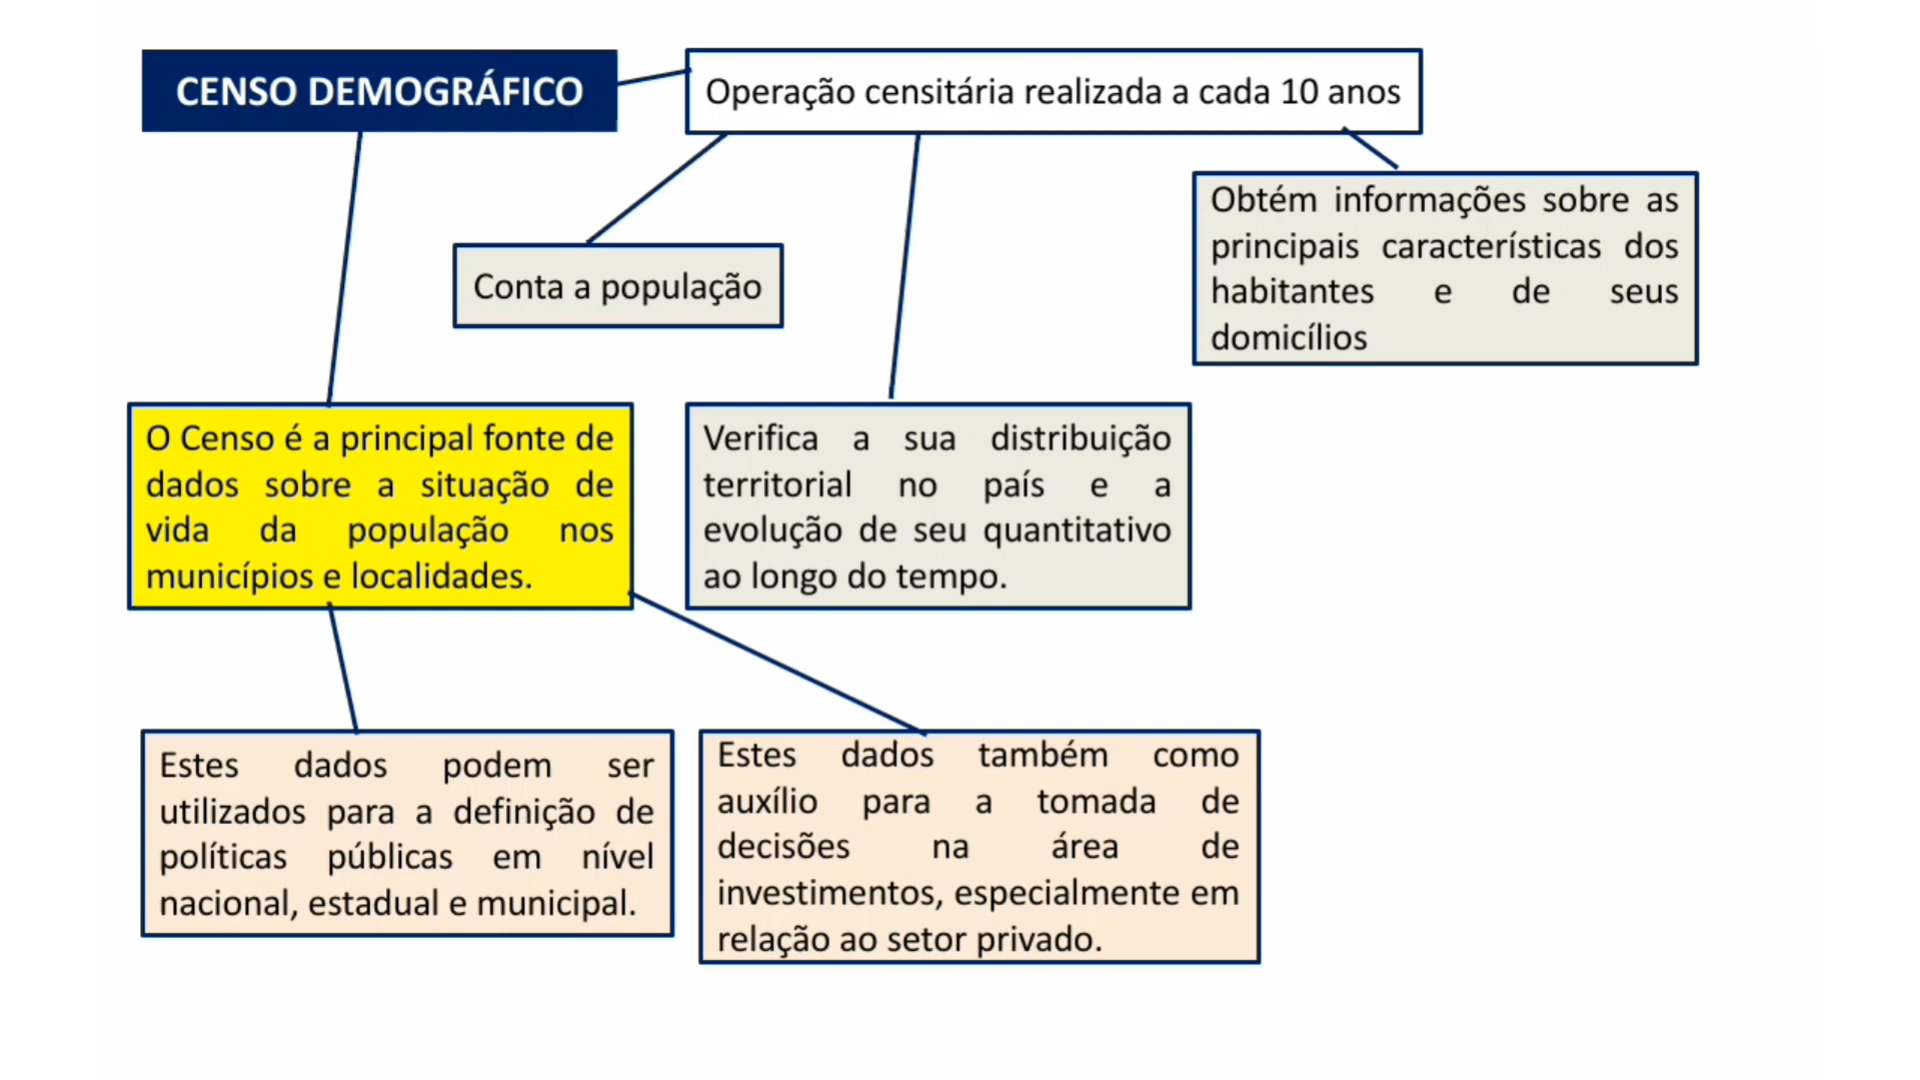 CENSO DEMOGRÁFICO
Operação censitária realizada a cada 10 anos
Conta a população
Obtém informações sobre as
principais características dos
habitantes e de seus
domicílios
O Censo é a principal fonte de
dados sobre a situação de
vida da população nos
municípios e localidades.
Verifica a sua distribuição
territorial no país e a
evolução de seu quantitativo
ao longo do tempo.
Estes dados podem ser
utilizados para a definição de
políticas públicas em nível
nacional, estadual e municipal.
Estes dados também como
auxílio para a tomada de
decisões na área de
investimentos, especialmente em
relação ao setor privado.